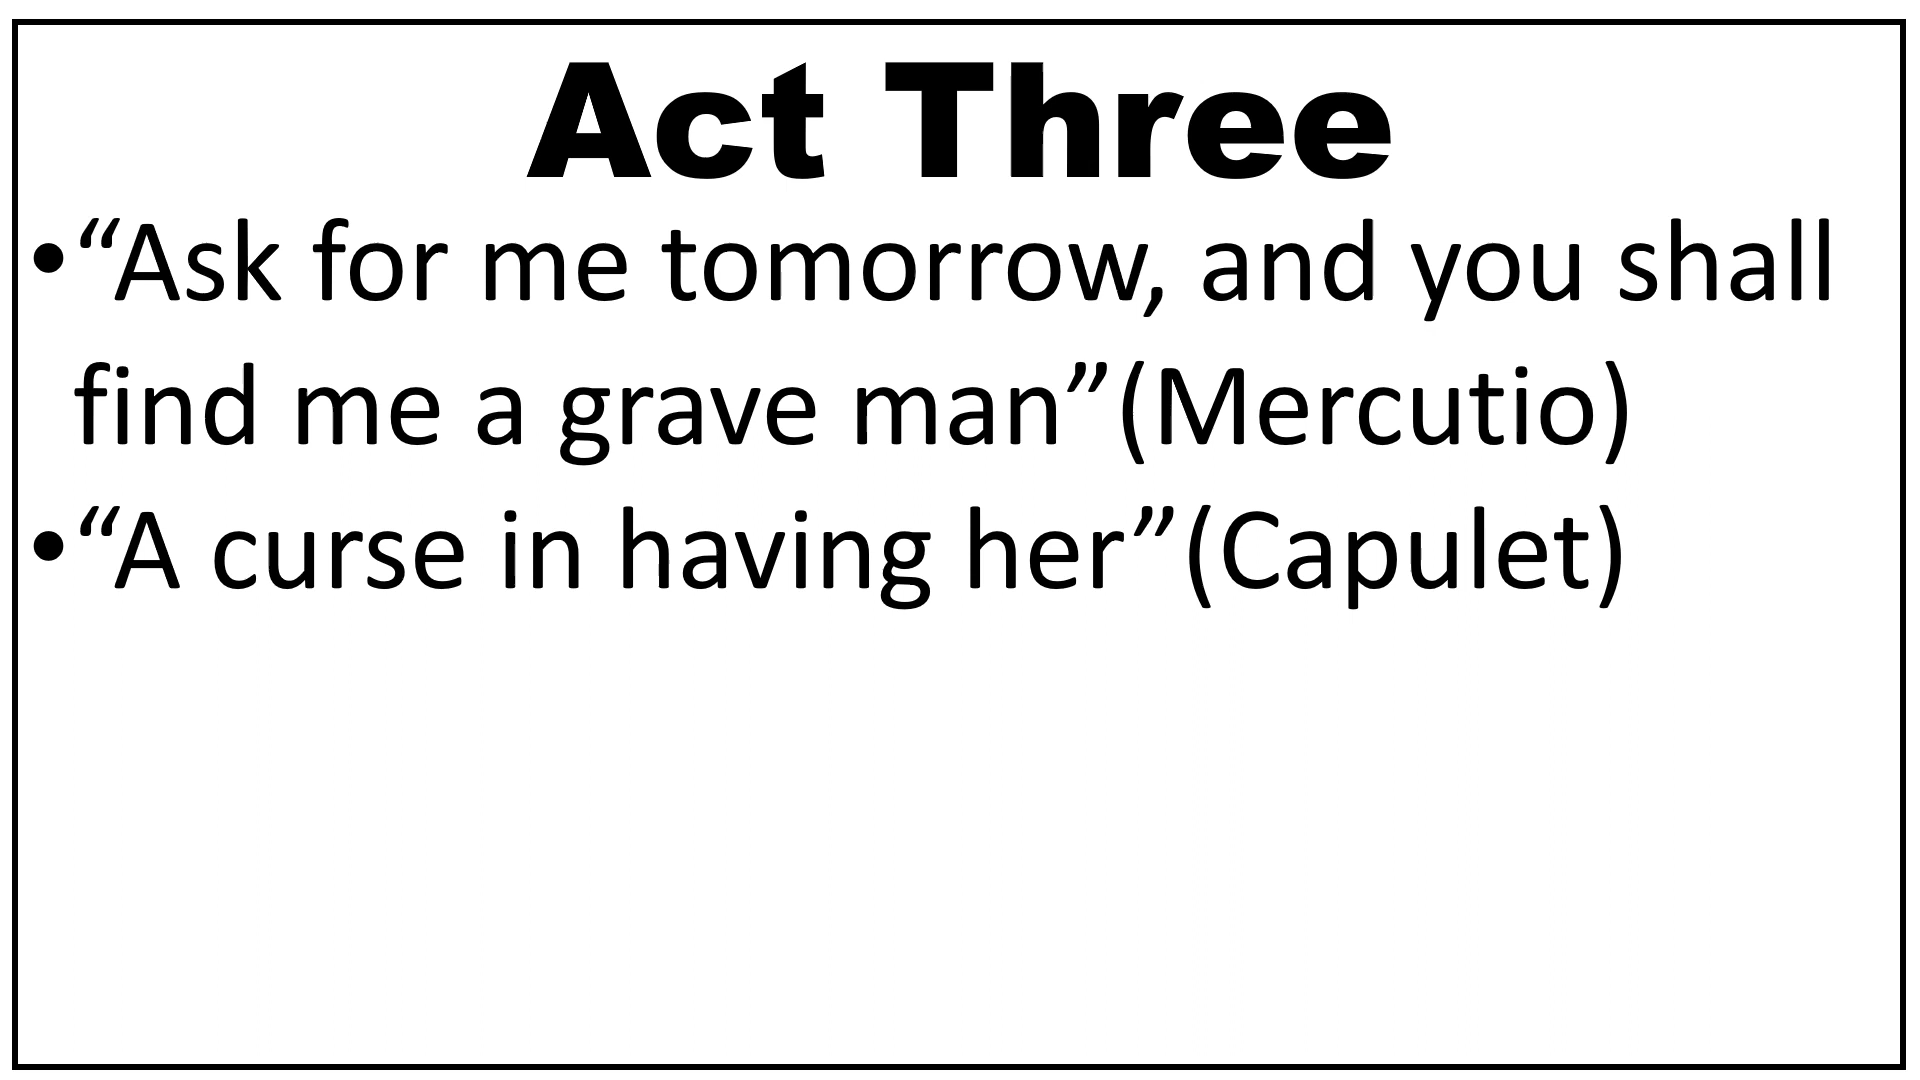 Act Three
•“Ask for me tomorrow, and you shall
find me a grave man”(Mercutio)
•“A curse in having her”(Capulet)